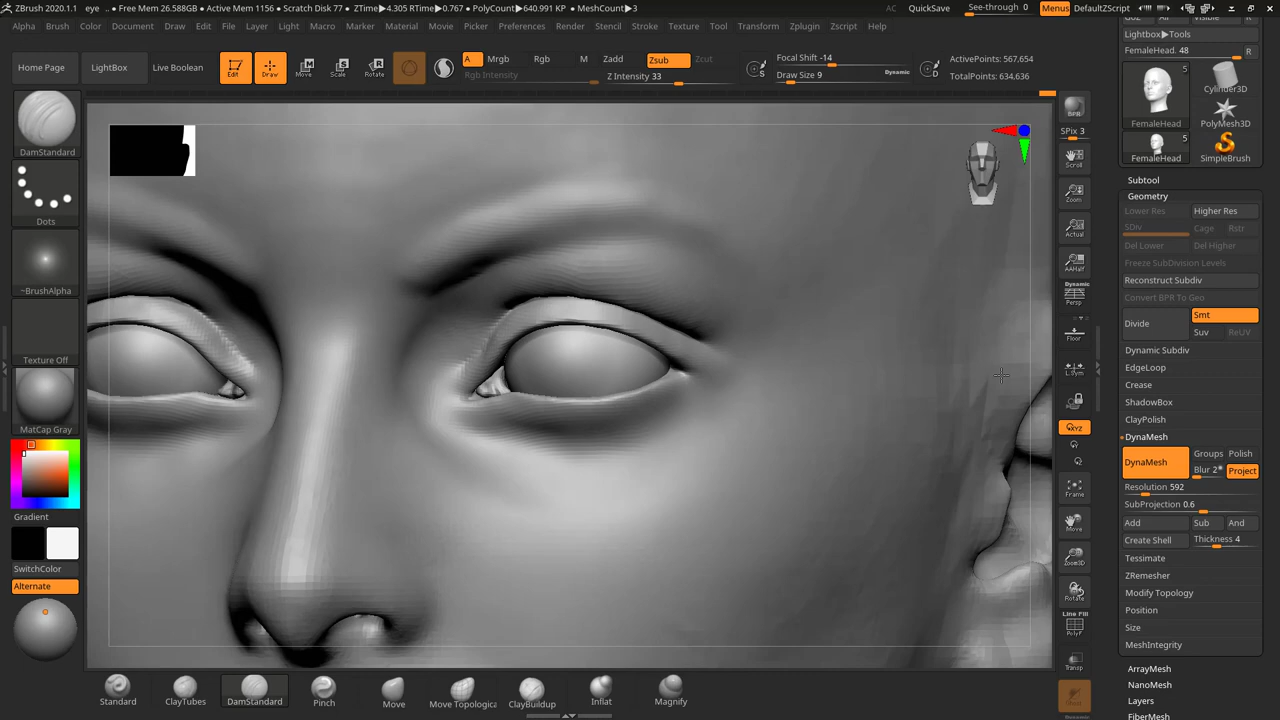 ZBrush 2020.1.1 eye .. • Free Mem 26.588GB • Active Mem 1156 • Scratch Disk 77 • ZTime▶4.305 RTime▶0.767 • PolyCount▶640.991 KP • MeshCount▶3
AC QuickSave See-through 0 Menus DefaultZScript
Alpha Brush Color Document Draw Edit File Layer Light Macro Marker Material Movie Picker Preferences Render Stencil Stroke Texture Tool Transform Zplugin Zscript Help
Home Page LightBox Live Boolean
Edit Draw Move Scale Rotate
A Mrgb Rgb M Zadd Zsub Zcut
Rgb Intensity Z Intensity 33
S Focal Shift -14
Draw Size 9 Dynamic D
ActivePoints: 567,654
TotalPoints: 634,636
DamStandard
Dots
~BrushAlpha
Texture Off
MatCap Gray
Gradient
SwitchColor
Alternate
BPR
SPix 3
Scroll
Zoom
Actual
AAHalf
Dynamic
Persp
Floor
L.Sym
XYZ
Frame
Move
Zoom3D
Rotate
Line Fill
PolyF
Transp
GoZ All Visible R
Lightbox▶Tools
FemaleHead. 48 R
5
FemaleHead
Cylinder3D
PolyMesh3D
5
FemaleHead
SimpleBrush
Subtool
Geometry
Lower Res Higher Res
SDiv Cage Rstr
Del Lower Del Higher
Freeze SubDivision Levels
Reconstruct Subdiv
Convert BPR To Geo
Divide Smt
Suv ReUV
Dynamic Subdiv
EdgeLoop
Crease
ShadowBox
ClayPolish
DynaMesh
DynaMesh Groups Polish
Blur 2 Project
Resolution 592
SubProjection 0.6
Add Sub And
Create Shell Thickness 4
Tessimate
ZRemesher
Modify Topology
Position
Size
MeshIntegrity
ArrayMesh
NanoMesh
Layers
FiberMesh
Standard ClayTubes DamStandard Pinch Move Move Topologica ClayBuildup Inflat Magnify